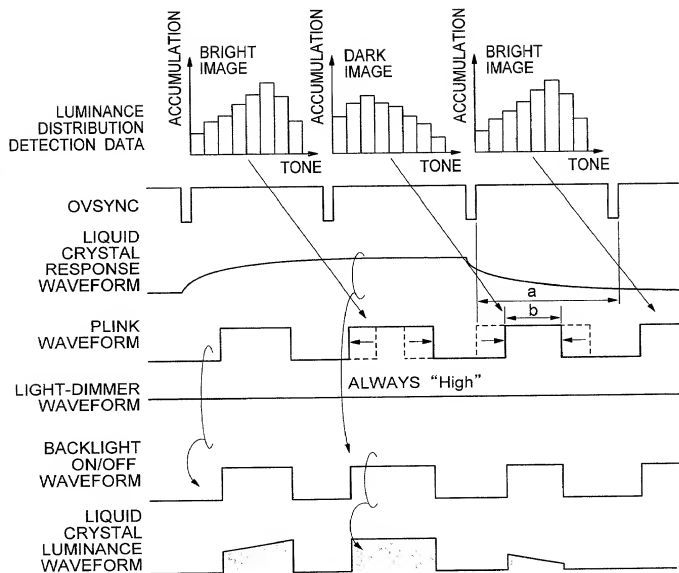 ACCUMULATION
BRIGHT
IMAGE
TONE
ACCUMULATION
DARK
IMAGE
TONE
ACCUMULATION
BRIGHT
IMAGE
TONE
LUMINANCE
DISTRIBUTION
DETECTION DATA
OVSYNC
LIQUID
CRYSTAL
RESPONSE
WAVEFORM
a
b
PLINK
WAVEFORM
ALWAYS “High”
LIGHT-DIMMER
WAVEFORM
BACKLIGHT
ON/OFF
WAVEFORM
LIQUID
CRYSTAL
LUMINANCE
WAVEFORM